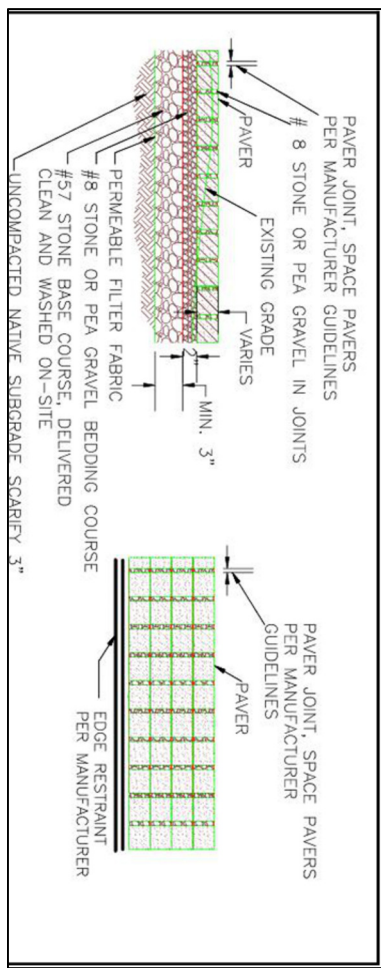 PAVER JOINT, SPACE PAVERS
PER MANUFACTURER GUIDELINES
# 8 STONE OR PEA GRAVEL IN JOINTS
PAVER
EXISTING GRADE
VARIES
2"
MIN. 3"
PERMEABLE FILTER FABRIC
#8 STONE OR PEA GRAVEL BEDDING COURSE
#57 STONE BASE COURSE, DELIVERED
CLEAN AND WASHED ON-SITE
UNCOMPACTED NATIVE SUBGRADE SCARIFY 3"
PAVER JOINT, SPACE PAVERS
PER MANUFACTURER
GUIDELINES
PAVER
EDGE RESTRAINT
PER MANUFACTURER